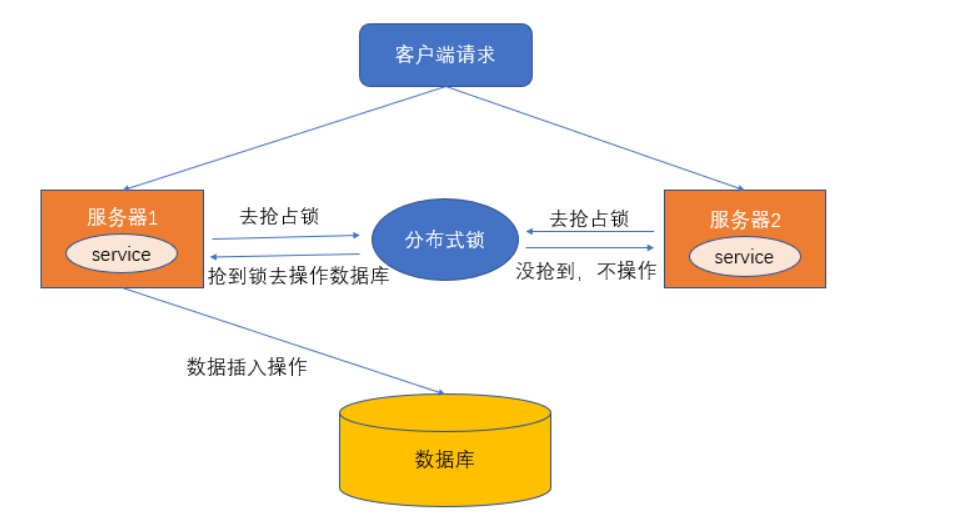 客户端请求
服务器1
service
去抢占锁
抢到锁去操作数据库
分布式锁
去抢占锁
没抢到，不操作
服务器2
service
数据插入操作
数据库